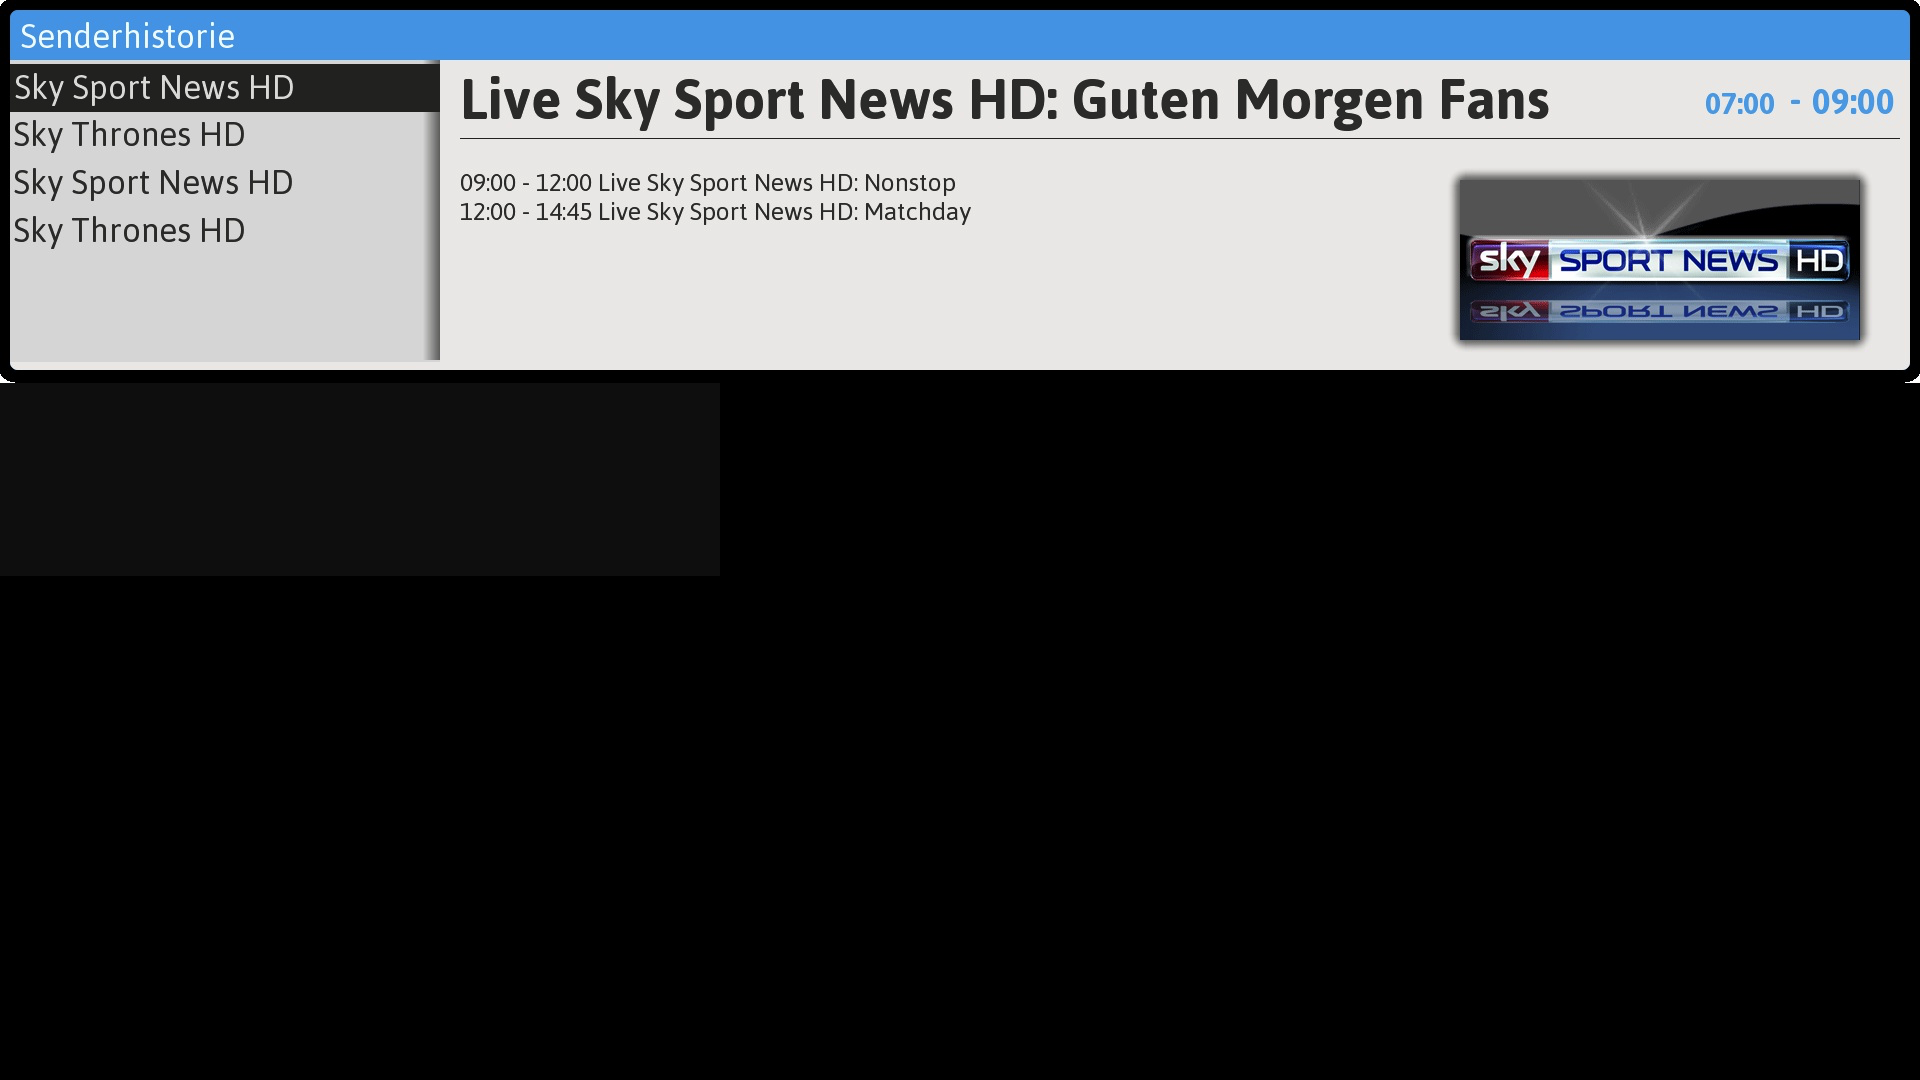 Senderhistorie
Sky Sport News HD
Sky Thrones HD
Sky Sport News HD
Sky Thrones HD
Live Sky Sport News HD: Guten Morgen Fans
07:00 - 09:00
09:00 - 12:00 Live Sky Sport News HD: Nonstop
12:00 - 14:45 Live Sky Sport News HD: Matchday
sky SPORT NEWS HD